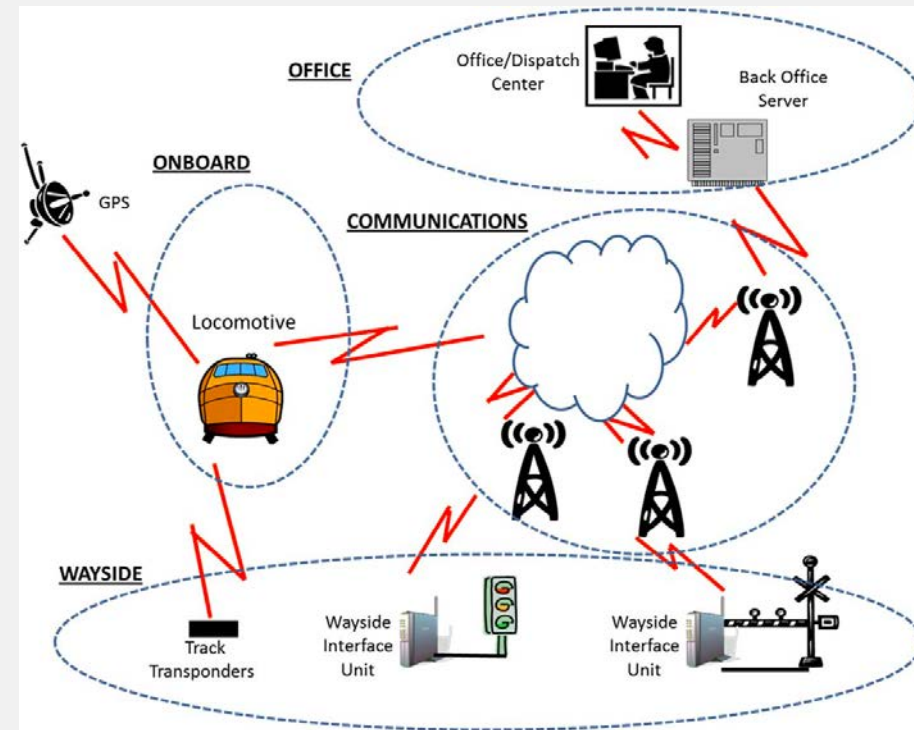 OFFICE
Office/Dispatch
Center
Back Office
Server
ONBOARD
GPS
COMMUNICATIONS
Locomotive
WAYSIDE
Track
Transponders
Wayside
Interface
Unit
Wayside
Interface
Unit